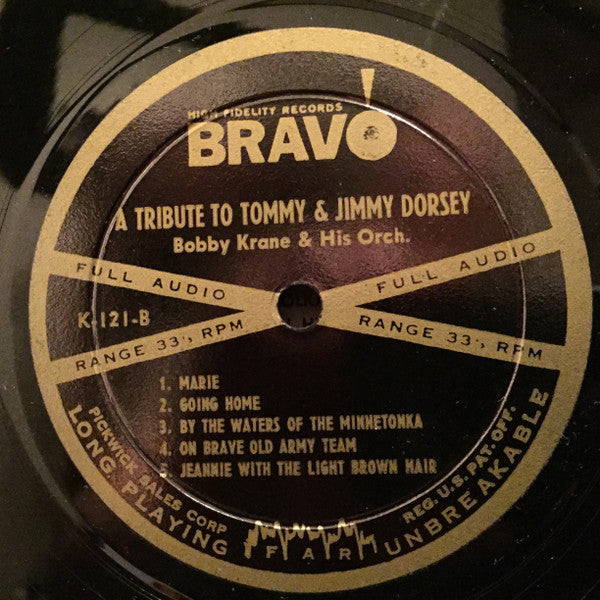 HIGH FIDELITY RECORDS
BRAVO!
A TRIBUTE TO TOMMY & JIMMY DORSEY
Bobby Krane & His Orch.
FULL AUDIO
FULL AUDIO
K-121-B
RANGE 33⅓ RPM
RANGE 33⅓ RPM
1. MARIE
2. GOING HOME
3. BY THE WATERS OF THE MINNETONKA
4. ON BRAVE OLD ARMY TEAM
5. JEANNIE WITH THE LIGHT BROWN HAIR
PICKWICK SALES CORP
REG. U.S. PAT. OFF.
LONG PLAYING
FAR
UNBREAKABLE